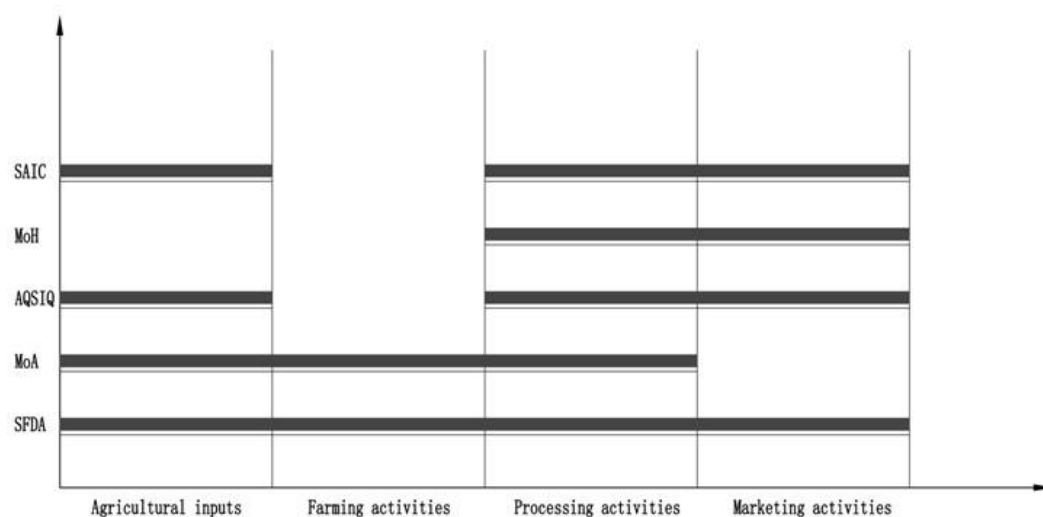 SAIC
MoH
AQSIQ
MoA
SFDA
Agricultural inputs Farming activities Processing activities Marketing activities